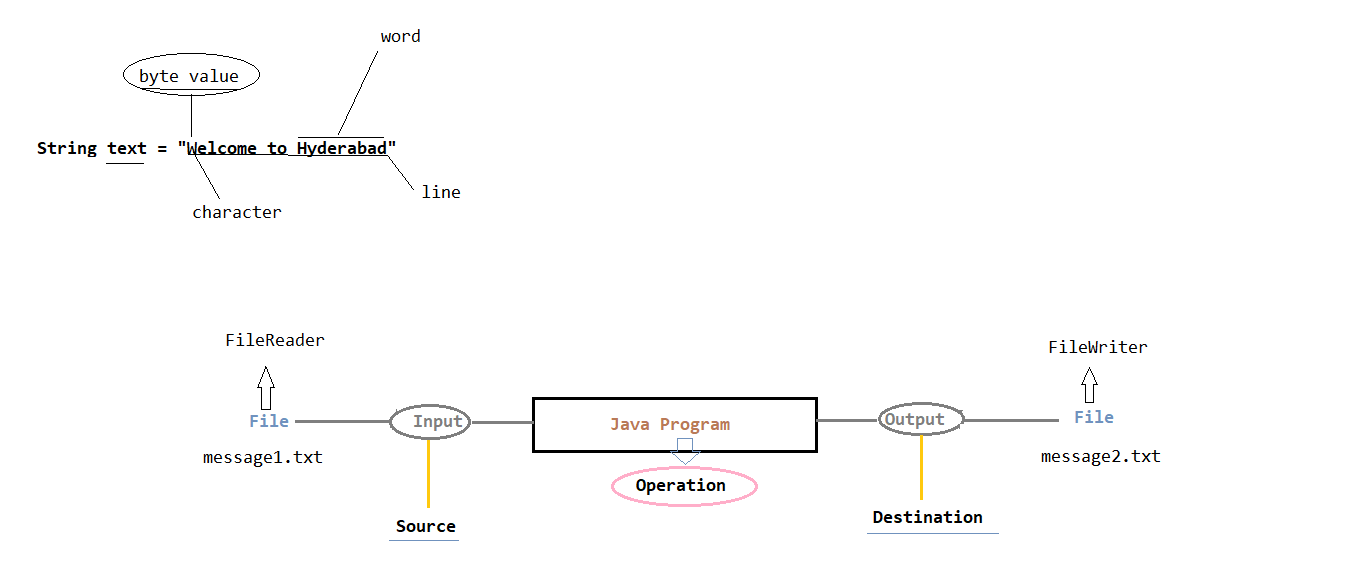 word
byte value
String text = "Welcome to Hyderabad"
line
character
FileReader
FileWriter
File
Input
Java Program
Output
File
message1.txt
message2.txt
Operation
Source
Destination